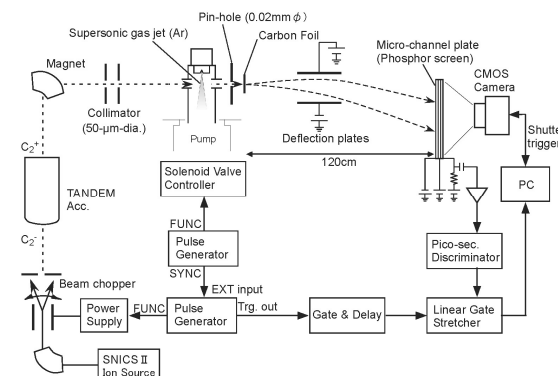 Pin-hole (0.02mmφ)
Supersonic gas jet (Ar)
Carbon Foil
Micro-channel plate
(Phosphor screen)
Magnet
CMOS
Camera
Collimator
(50-μm-dia.)
Pump
Deflection plates
Shutte
trigger
120cm
C2+
TANDEM
Acc.
Solenoid Valve
Controller
PC
FUNC
Pulse
Generator
SYNC
C2-
Pico-sec.
Discriminator
Beam chopper
EXT input
Power
Supply
FUNC
Pulse
Generator
Trg. out
Gate & Delay
Linear Gate
Stretcher
SNICS II
Ion Source